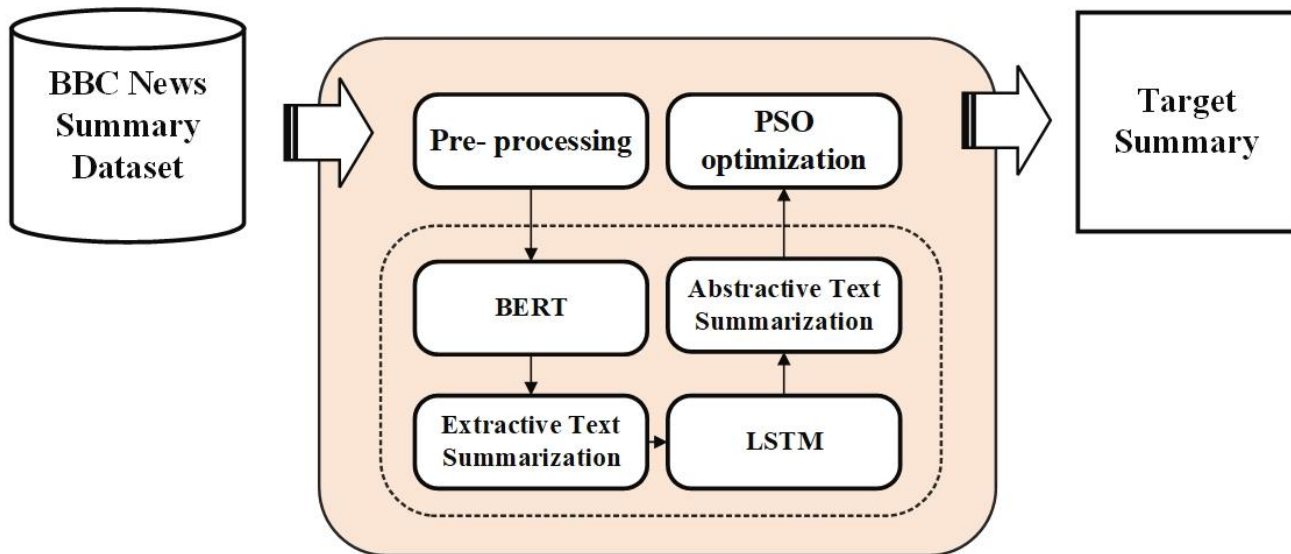 BBC News
Summary
Dataset
Pre- processing
BERT
Extractive Text
Summarization
LSTM
Abstractive Text
Summarization
PSO
optimization
Target
Summary